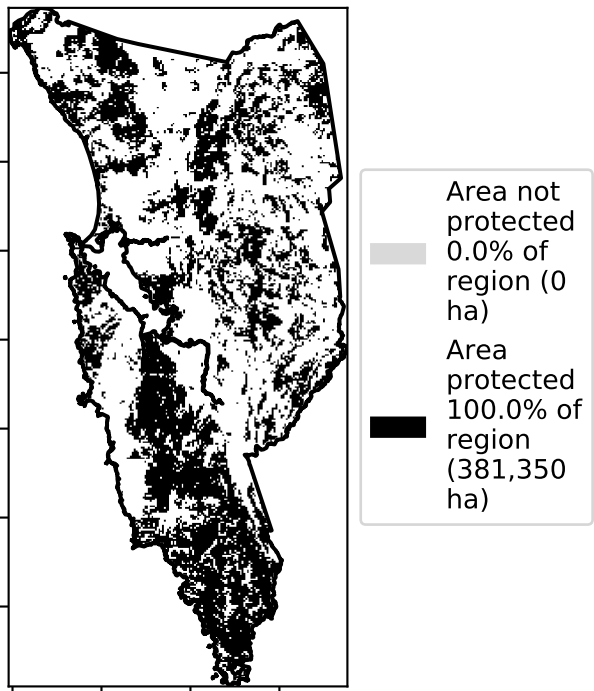 Area not
protected
0.0% of
region (0
ha)
Area
protected
100.0% of
region
(381,350
ha)